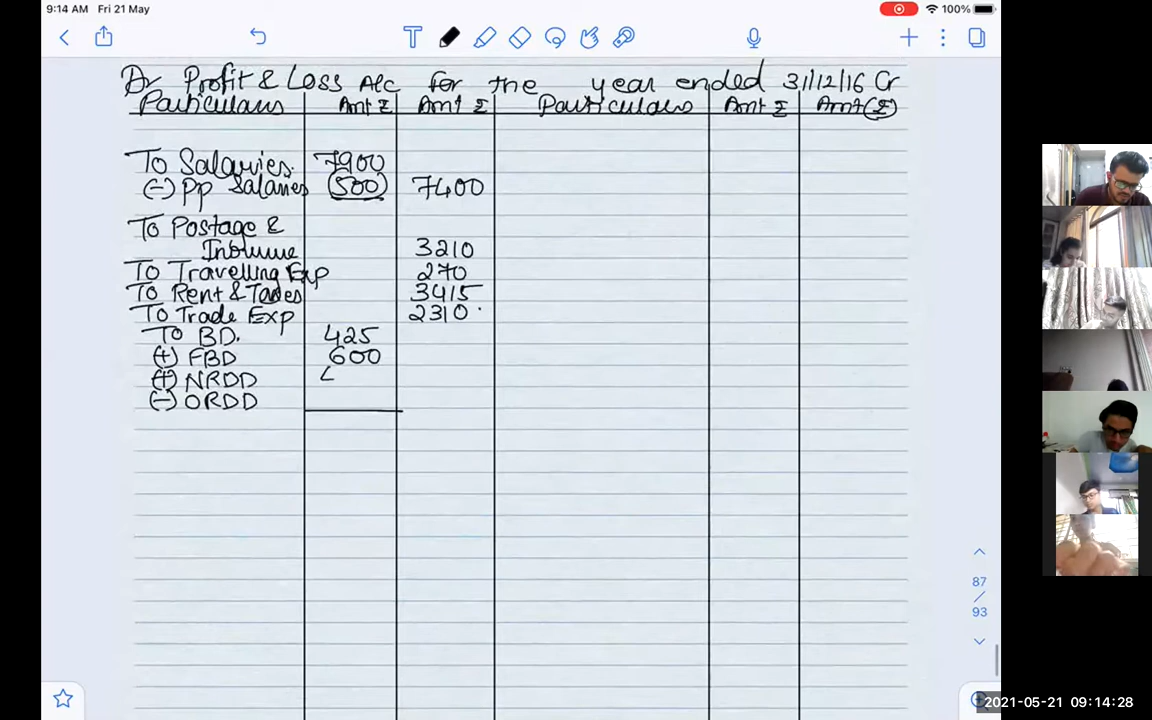 9:14 AM Fri 21 May
100%
Dr Profit & Loss A/c for the year ended 31/12/16 Cr
Particulars Amt ₹ Amt ₹ Particulars Amt ₹ Amt (₹)
To Salaries. 7900
(-) Pp Salaries (500) 7400
To Postage &
3210
To Travelling Exp 270
To Rent & Taxes 3415
To Trade Exp 2310
To BD. 425
(+) FBD 600
(+) NRDD
(-) ORDD
87
/
93
2021-05-21 09:14:28